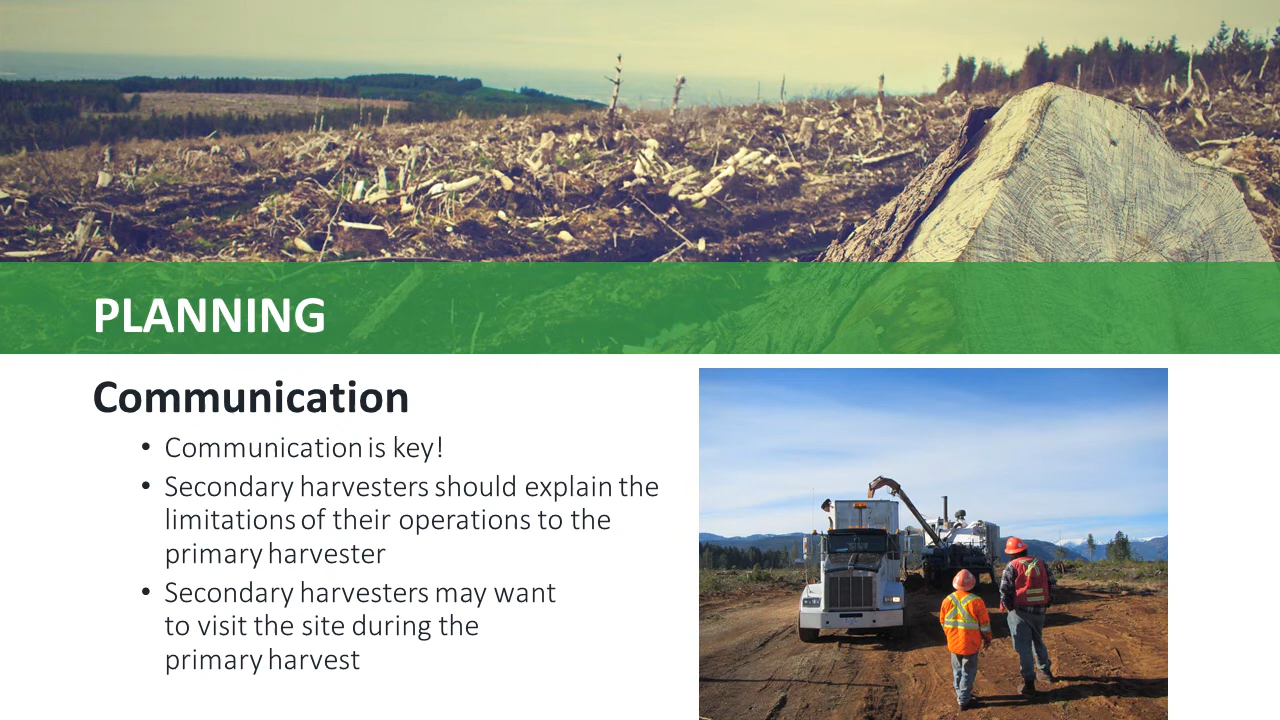 PLANNING
Communication
• Communication is key!
• Secondary harvesters should explain the
limitations of their operations to the
primary harvester
• Secondary harvesters may want
to visit the site during the
primary harvest